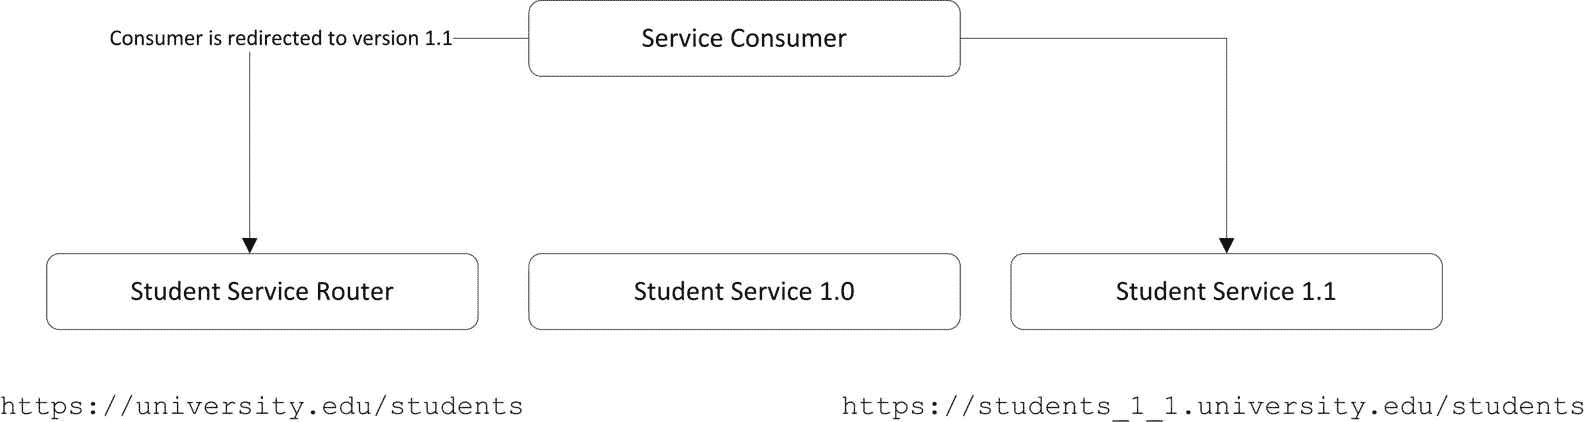 Consumer is redirected to version 1.1
Service Consumer
Student Service Router
Student Service 1.0
Student Service 1.1
https://university.edu/students
https://students_1_1.university.edu/students